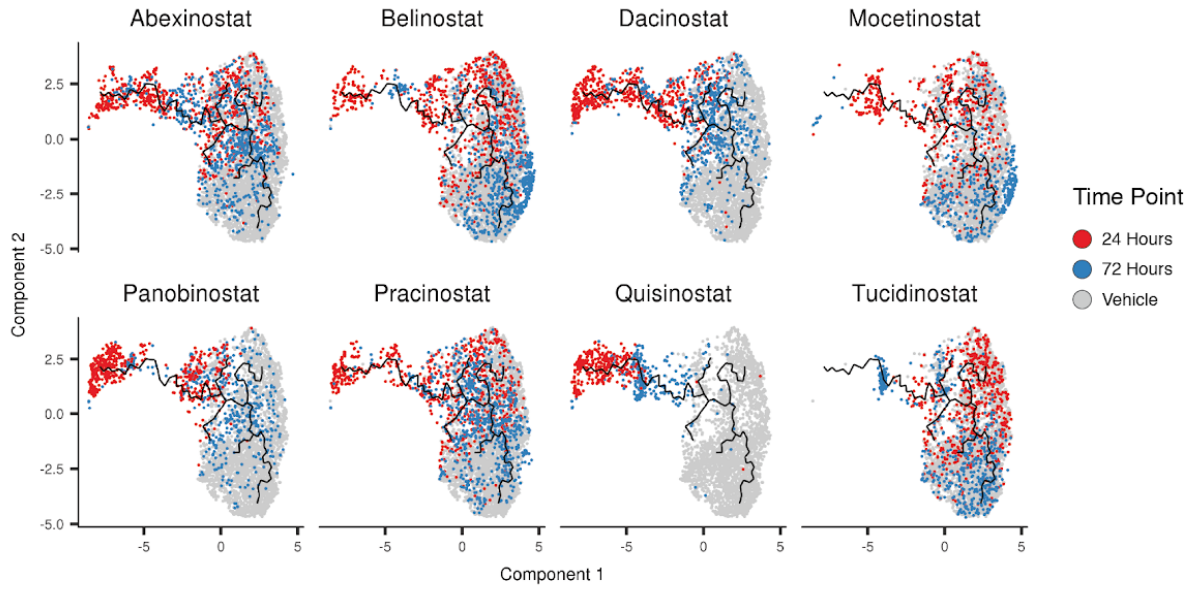 Abexinostat Belinostat Dacinostat Mocetinostat
2.5
0.0
-2.5
-5.0
Component 2
Panobinostat Pracinostat Quisinostat Tucidinostat
2.5
0.0
-2.5
-5.0
-5 0 5 -5 0 5 -5 0 5 -5 0 5
Component 1
Time Point
24 Hours
72 Hours
Vehicle